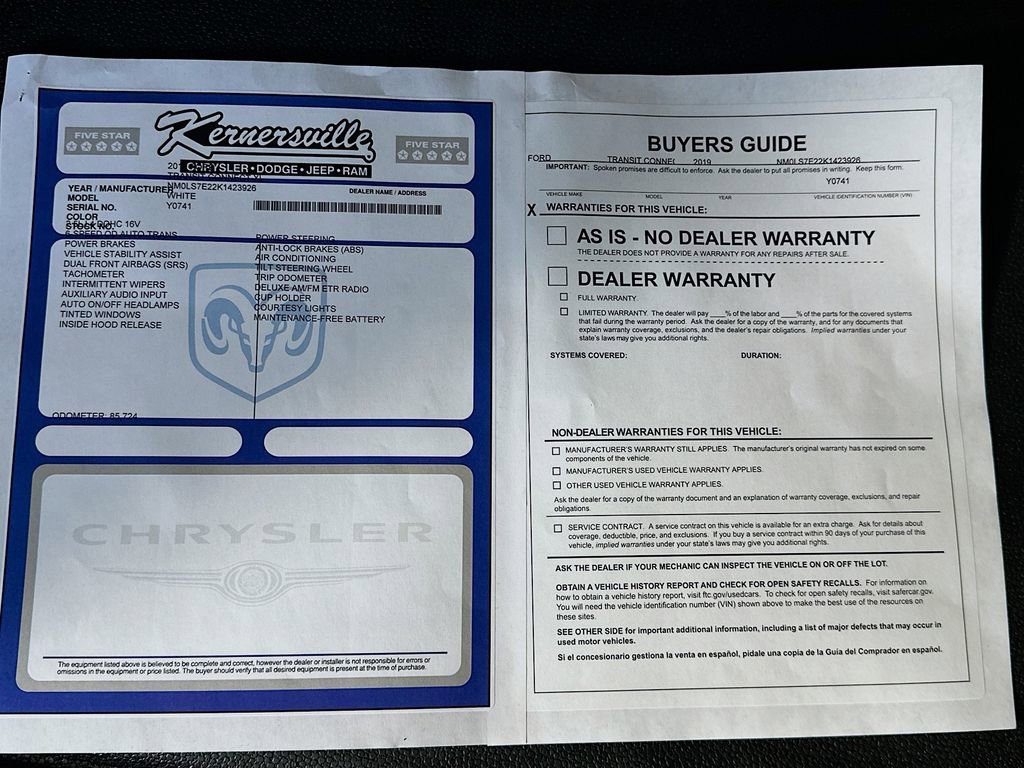 FIVE STAR
Kernersville
FIVE STAR
CHRYSLER • DODGE • JEEP • RAM
YEAR / MANUFACTURER
MODEL
SERIAL NO.
COLOR
STOCK NO.
NM0LS7E22K1423926
WHITE
Y0741
DEALER NAME / ADDRESS
6-SPEED OD AUTO TRANS
POWER BRAKES
VEHICLE STABILITY ASSIST
DUAL FRONT AIRBAGS (SRS)
TACHOMETER
INTERMITTENT WIPERS
AUXILIARY AUDIO INPUT
AUTO ON/OFF HEADLAMPS
TINTED WINDOWS
INSIDE HOOD RELEASE
POWER STEERING
ANTI-LOCK BRAKES (ABS)
AIR CONDITIONING
TILT STEERING WHEEL
TRIP ODOMETER
DELUXE AM/FM ETR RADIO
CUP HOLDER
COURTESY LIGHTS
MAINTENANCE-FREE BATTERY
ODOMETER: 85,724
CHRYSLER
The equipment listed above is believed to be complete and correct, however the dealer or installer is not responsible for errors or
omissions in the equipment or price listed. The buyer should verify that all desired equipment is present at the time of purchase.
BUYERS GUIDE
FORD TRANSIT CONNEC 2019 NM0LS7E22K1423926
IMPORTANT: Spoken promises are difficult to enforce. Ask the dealer to put all promises in writing. Keep this form.
Y0741
VEHICLE MAKE MODEL YEAR VEHICLE IDENTIFICATION NUMBER (VIN)
X WARRANTIES FOR THIS VEHICLE:
AS IS - NO DEALER WARRANTY
THE DEALER DOES NOT PROVIDE A WARRANTY FOR ANY REPAIRS AFTER SALE.
DEALER WARRANTY
FULL WARRANTY.
LIMITED WARRANTY. The dealer will pay ____% of the labor and ____% of the parts for the covered systems
that fail during the warranty period. Ask the dealer for a copy of the warranty, and for any documents that
explain warranty coverage, exclusions, and the dealer's repair obligations. Implied warranties under your
state's laws may give you additional rights.
SYSTEMS COVERED: DURATION:
NON-DEALER WARRANTIES FOR THIS VEHICLE:
MANUFACTURER'S WARRANTY STILL APPLIES. The manufacturer's original warranty has not expired on some
components of the vehicle.
MANUFACTURER'S USED VEHICLE WARRANTY APPLIES.
OTHER USED VEHICLE WARRANTY APPLIES.
Ask the dealer for a copy of the warranty document and an explanation of warranty coverage, exclusions, and repair
obligations.
SERVICE CONTRACT. A service contract on this vehicle is available for an extra charge. Ask for details about
coverage, deductible, price, and exclusions. If you buy a service contract within 90 days of your purchase of this
vehicle, implied warranties under your state's laws may give you additional rights.
ASK THE DEALER IF YOUR MECHANIC CAN INSPECT THE VEHICLE ON OR OFF THE LOT.
OBTAIN A VEHICLE HISTORY REPORT AND CHECK FOR OPEN SAFETY RECALLS. For information on
how to obtain a vehicle history report, visit ftc.gov/usedcars. To check for open safety recalls, visit safercar.gov.
You will need the vehicle identification number (VIN) shown above to make the best use of the resources on
these sites.
SEE OTHER SIDE for important additional information, including a list of major defects that may occur in
used motor vehicles.
Si el concesionario gestiona la venta en español, pídale una copia de la Guía del Comprador en español.